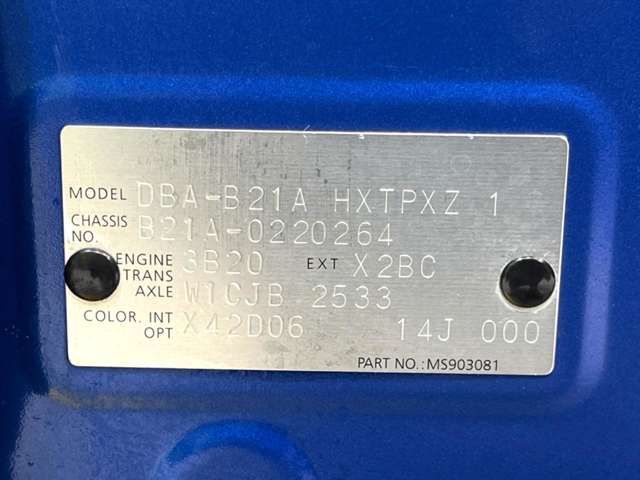 MODEL DBA-B21A HXTPXZ 1
CHASSIS NO. B21A-0220264
ENGINE 3B20 EXT X2BC
TRANS AXLE W1CJB 2533
COLOR. INT OPT X42D06 14J 000
PART NO.:MS903081